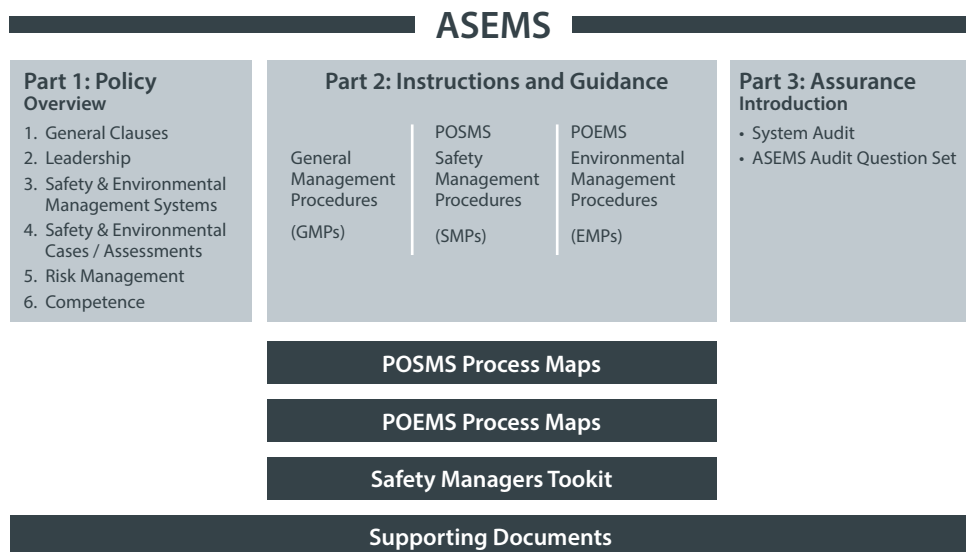 ASEMS
Part 1: Policy
Overview
1. General Clauses
2. Leadership
3. Safety & Environmental
Management Systems
4. Safety & Environmental
Cases / Assessments
5. Risk Management
6. Competence
Part 2: Instructions and Guidance
General
Management
Procedures
(GMPs)
POSMS
Safety
Management
Procedures
(SMPs)
POEMS
Environmental
Management
Procedures
(EMPs)
Part 3: Assurance
Introduction
• System Audit
• ASEMS Audit Question Set
POSMS Process Maps
POEMS Process Maps
Safety Managers Tookit
Supporting Documents